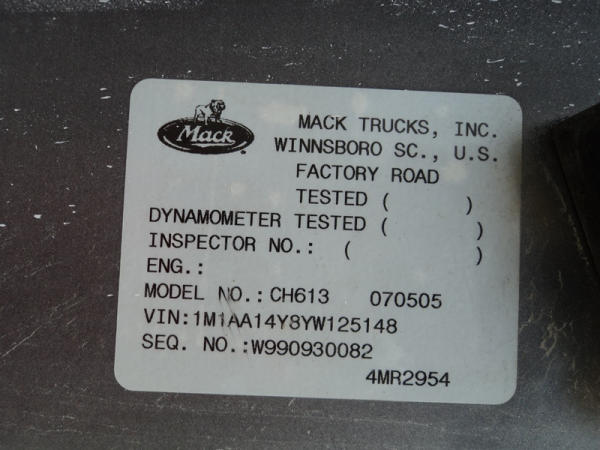 Mack
MACK TRUCKS, INC.
WINNSBORO SC., U.S.
FACTORY ROAD
TESTED ( )
DYNAMOMETER TESTED ( )
INSPECTOR NO.: ( )
ENG.:
MODEL NO.:CH613 070505
VIN:1M1AA14Y8YW125148
SEQ. NO.:W990930082
4MR2954